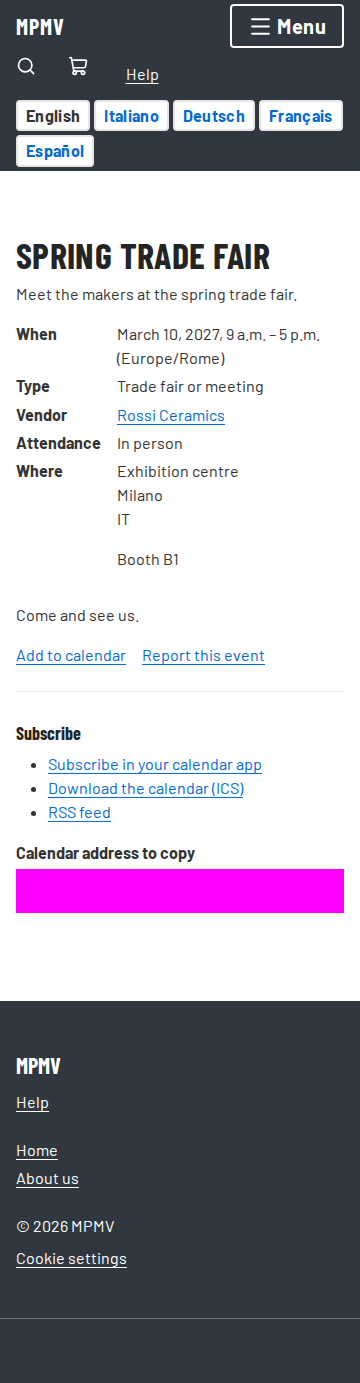 MPMV
Menu
Help
English Italiano Deutsch Français
Español
SPRING TRADE FAIR
Meet the makers at the spring trade fair.
When March 10, 2027, 9 a.m. – 5 p.m.
(Europe/Rome)
Type Trade fair or meeting
Vendor Rossi Ceramics
Attendance In person
Where Exhibition centre
Milano
IT
Booth B1
Come and see us.
Add to calendar Report this event
Subscribe
Subscribe in your calendar app
Download the calendar (ICS)
RSS feed
Calendar address to copy
MPMV
Help
Home
About us
© 2026 MPMV
Cookie settings